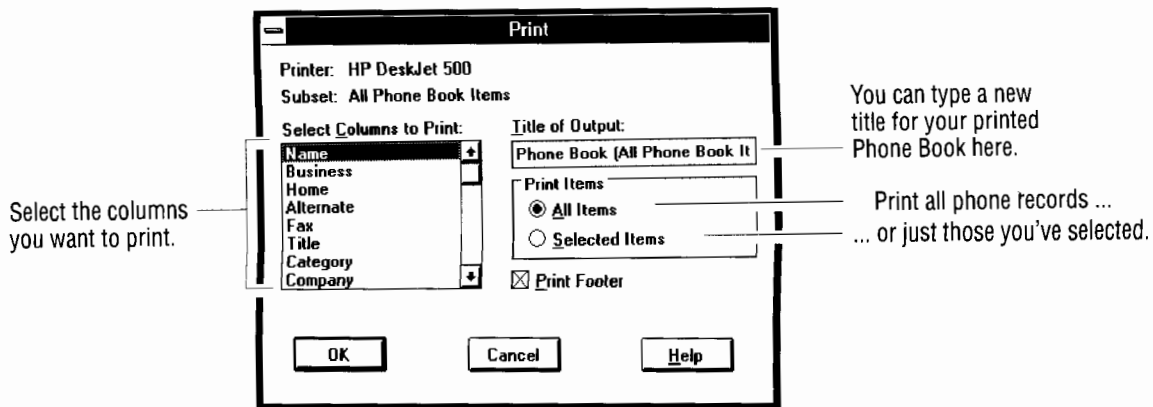 Print
Printer: HP DeskJet 500
Subset: All Phone Book Items
Select Columns to Print:
Name
Business
Home
Alternate
Fax
Title
Category
Company
Title of Output:
Phone Book (All Phone Book It
Print Items
All Items
Selected Items
Print Footer
OK
Cancel
Help
Select the columns
you want to print.
You can type a new
title for your printed
Phone Book here.
Print all phone records ...
... or just those you've selected.